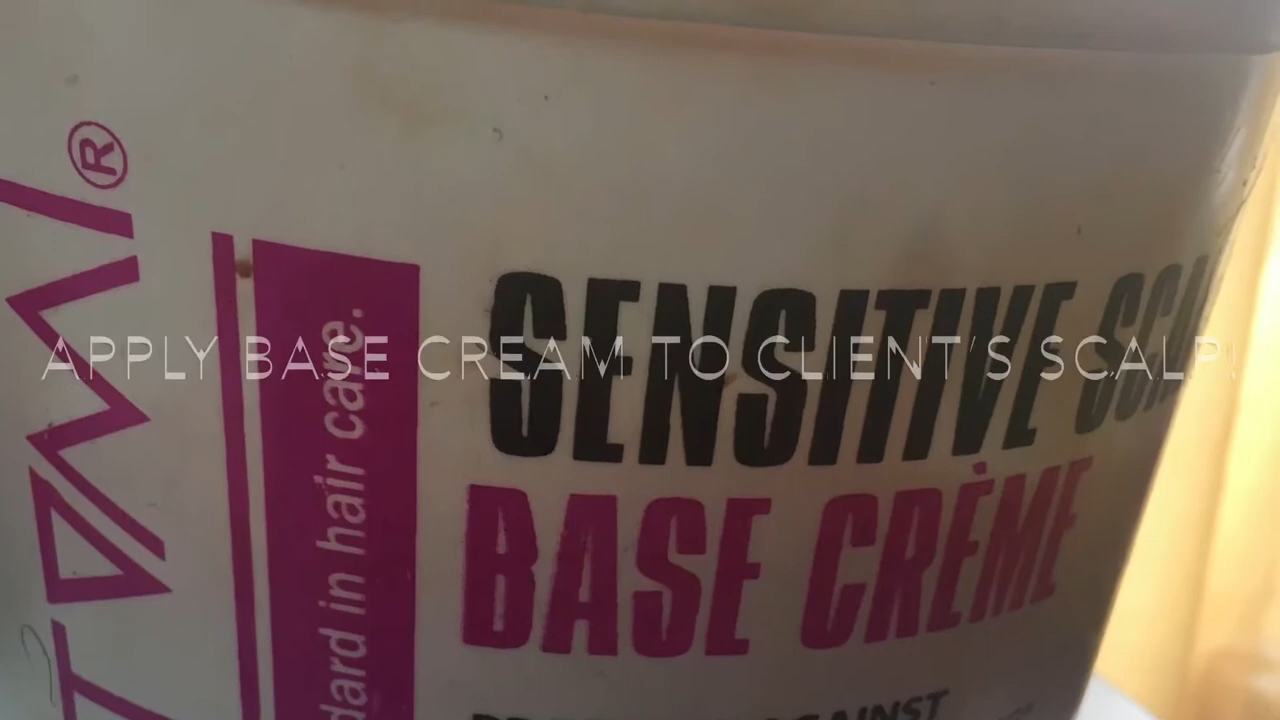 ®
dard in hair care.
SENSITIVE
BASE CRÈME
APPLY BASE CREAM TO CLIENT'S SCALP!